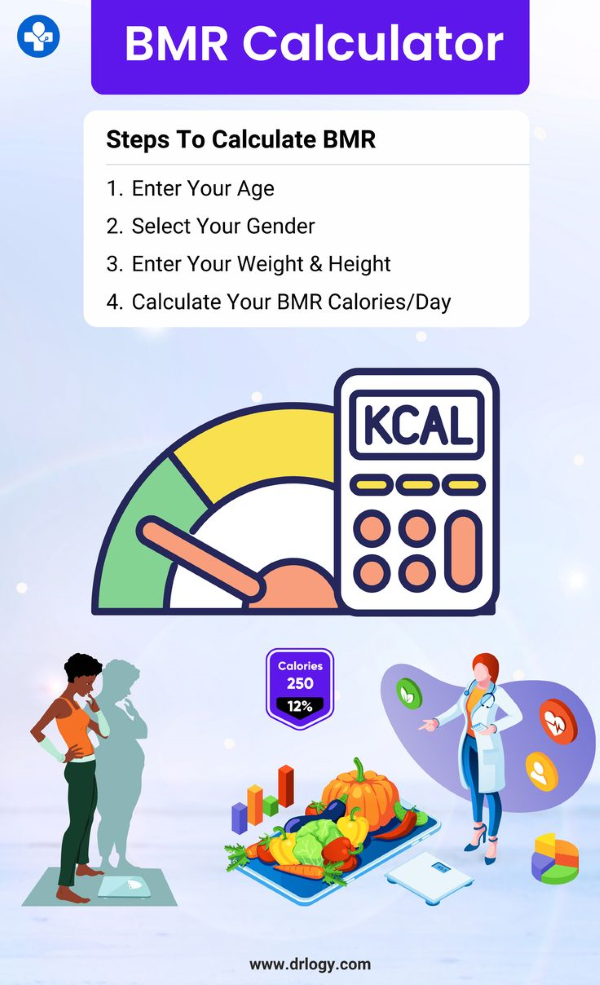 BMR Calculator
Steps To Calculate BMR
1. Enter Your Age
2. Select Your Gender
3. Enter Your Weight & Height
4. Calculate Your BMR Calories/Day
KCAL
Calories
250
12%
www.drlogy.com